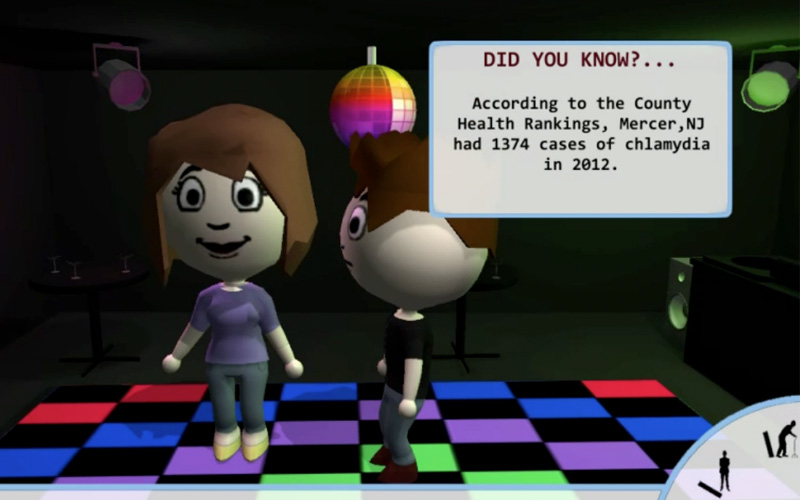 DID YOU KNOW?...
According to the County
Health Rankings, Mercer,NJ
had 1374 cases of chlamydia
in 2012.